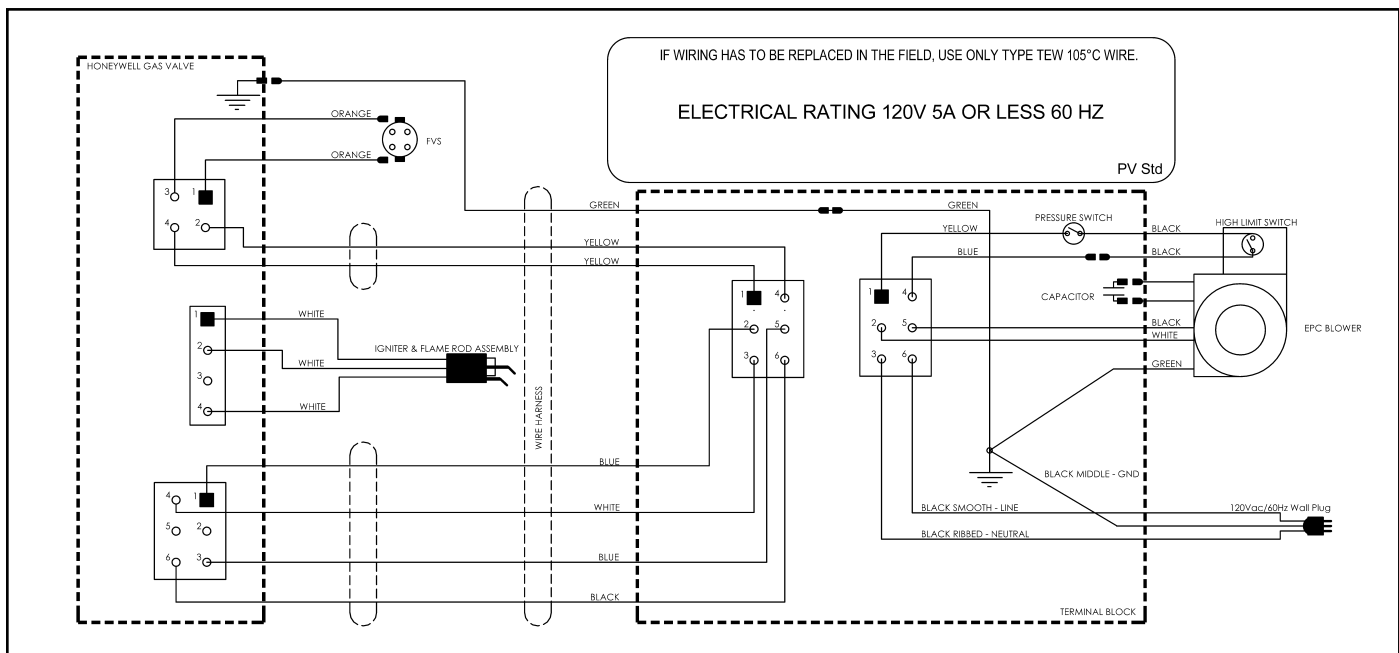 HONEYWELL GAS VALVE
IF WIRING HAS TO BE REPLACED IN THE FIELD, USE ONLY TYPE TEW 105°C WIRE.
ELECTRICAL RATING 120V 5A OR LESS 60 HZ
PV Std
ORANGE
FVS
ORANGE
3
1
4
2
GREEN
GREEN
YELLOW
YELLOW
PRESSURE SWITCH
HIGH LIMIT SWITCH
YELLOW
BLACK
BLUE
BLACK
CAPACITOR
1
4
2
5
3
6
1
4
2
5
3
6
BLACK
WHITE
EPC BLOWER
GREEN
1
2
3
4
WHITE
WHITE
WHITE
IGNITER & FLAME ROD ASSEMBLY
WIRE HARNESS
BLUE
WHITE
BLUE
BLACK
4
1
5
2
6
3
BLACK MIDDLE - GND
BLACK SMOOTH - LINE
120Vac/60Hz Wall Plug
BLACK RIBBED - NEUTRAL
TERMINAL BLOCK